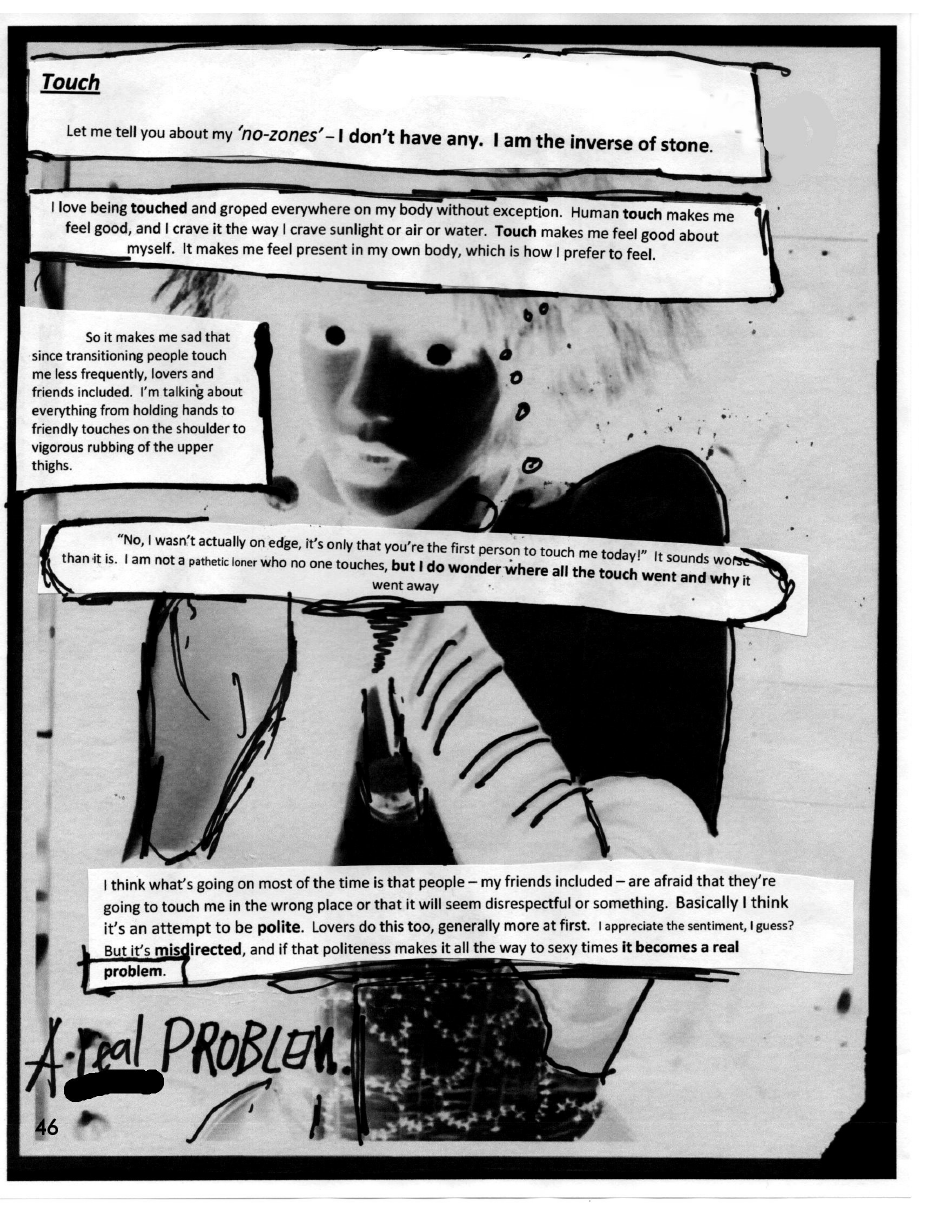 Touch
Let me tell you about my 'no-zones' – I don't have any. I am the inverse of stone.
I love being touched and groped everywhere on my body without exception. Human touch makes me
feel good, and I crave it the way I crave sunlight or air or water. Touch makes me feel good about
myself. It makes me feel present in my own body, which is how I prefer to feel.
So it makes me sad that
since transitioning people touch
me less frequently, lovers and
friends included. I'm talking about
everything from holding hands to
friendly touches on the shoulder to
vigorous rubbing of the upper
thighs.
"No, I wasn't actually on edge, it's only that you're the first person to touch me today!" It sounds worse
than it is. I am not a pathetic loner who no one touches, but I do wonder where all the touch went and why it
went away
I think what's going on most of the time is that people – my friends included – are afraid that they're
going to touch me in the wrong place or that it will seem disrespectful or something. Basically I think
it's an attempt to be polite. Lovers do this too, generally more at first. I appreciate the sentiment, I guess?
But it's misdirected, and if that politeness makes it all the way to sexy times it becomes a real
problem.
A real PROBLEM.
46